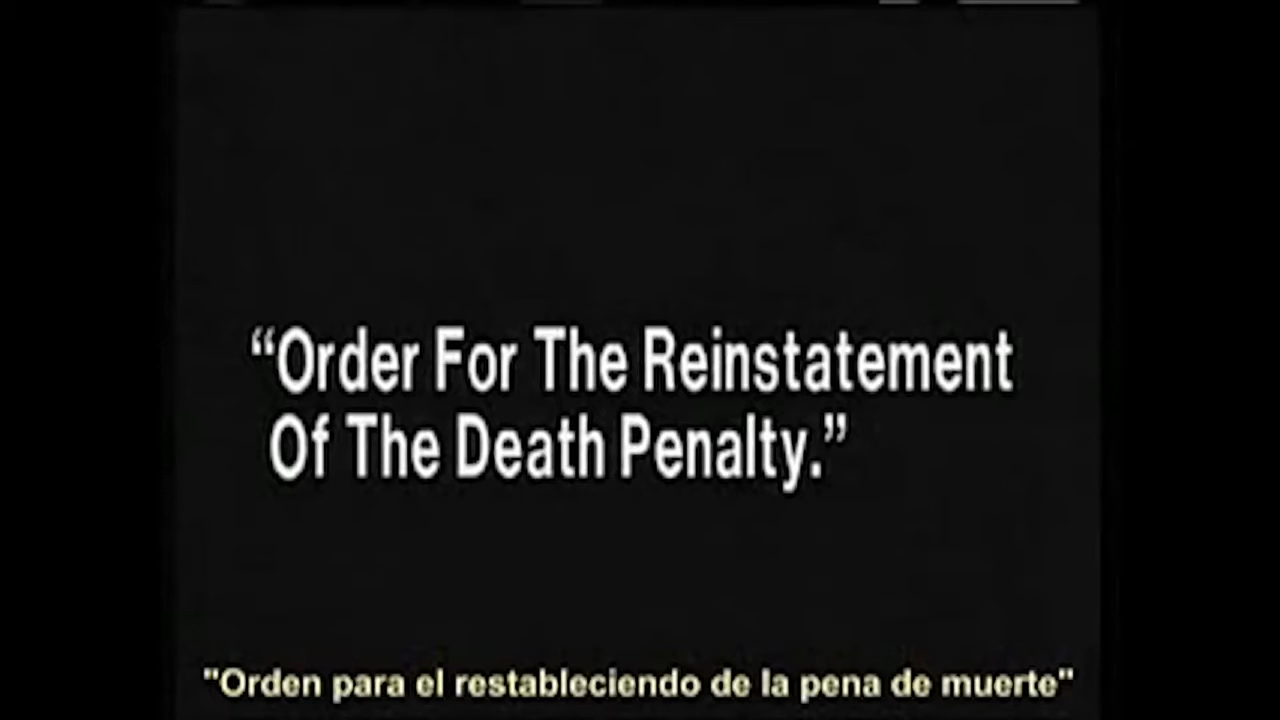 “Order For The Reinstatement
Of The Death Penalty.”
"Orden para el restableciendo de la pena de muerte"